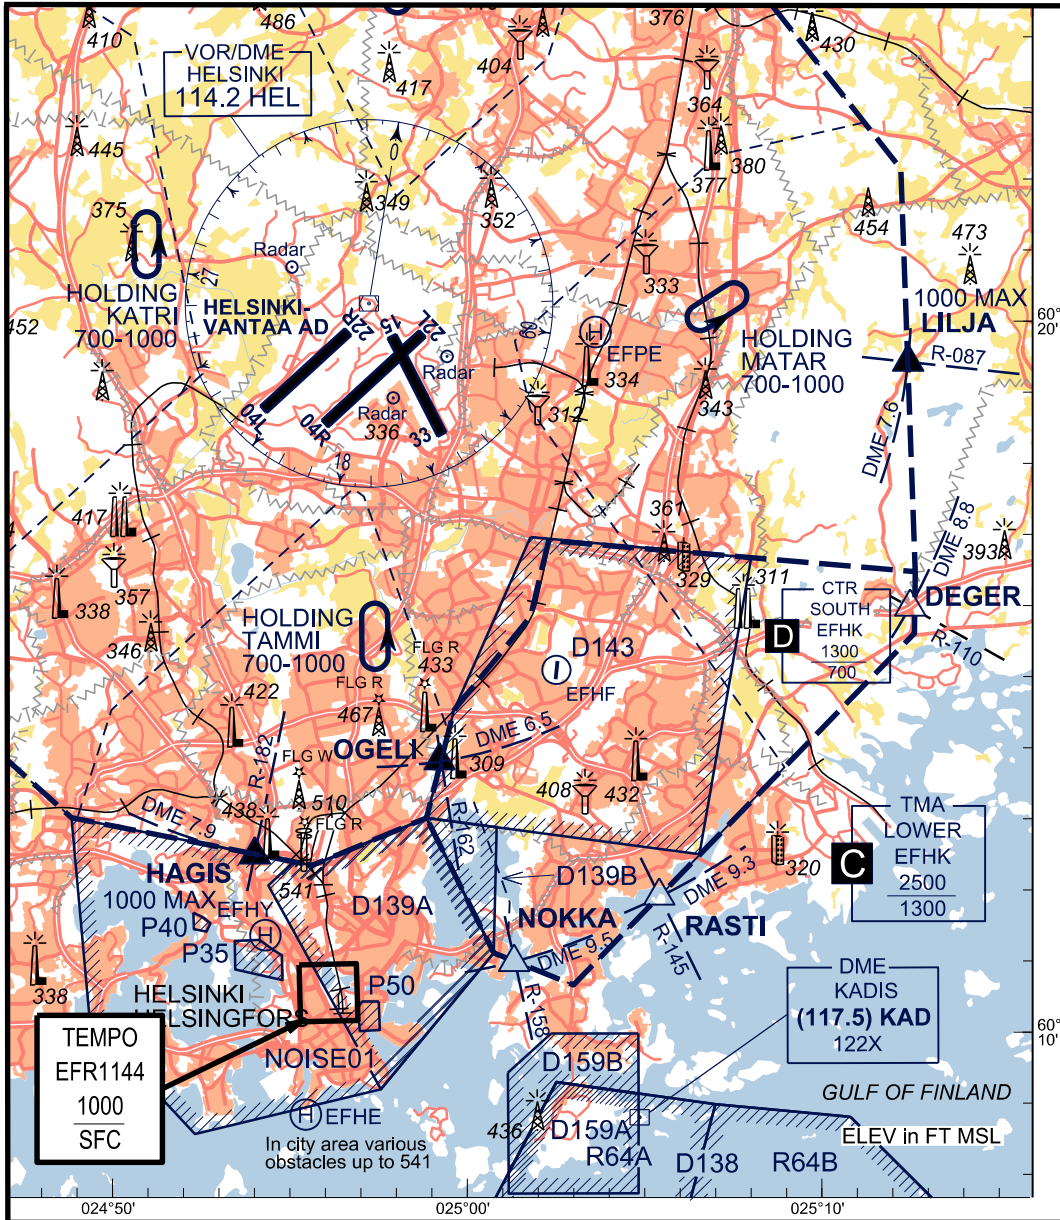 410
486
376
430
VOR/DME
HELSINKI
114.2 HEL
417
404
364
445
0
377
380
375
349
352
454
473
Radar
27
333
HOLDING
KATRI
700-1000
HELSINKI-
VANTAA AD
22R
15
22L
09
1000 MAX
LILJA
60°
20'
452
H
EFPE
HOLDING
MATAR
700-1000
R-087
Radar
334
343
312
Radar
336
04L
04R
33
18
DME 7.6
417
361
DME 8.8
393
357
338
329
311
CTR
SOUTH
EFHK
1300
700
DEGER
D
346
HOLDING
TAMMI
700-1000
FLG R
433
D143
I
EFHF
R-110
422
FLG R
467
R-182
OGELI
DME 6.5
FLG W
309
408
432
510
438
FLG R
DME 7.9
R-162
TMA
LOWER
EFHK
2500
1300
C
320
HAGIS
1000 MAX
541
D139B
DME 9.3
D139A
EFHY
P40
H
NOKKA
RASTI
P35
DME 9.5
R-145
338
HELSINKI
HELSINGFORS
P50
R-158
DME
KADIS
(117.5) KAD
122X
TEMPO
EFR1144
1000
SFC
60°
10'
NOISE01
D159B
GULF OF FINLAND
H
EFHE
436
D159A
ELEV in FT MSL
In city area various
obstacles up to 541
R64A
D138
R64B
024°50'
025°00'
025°10'